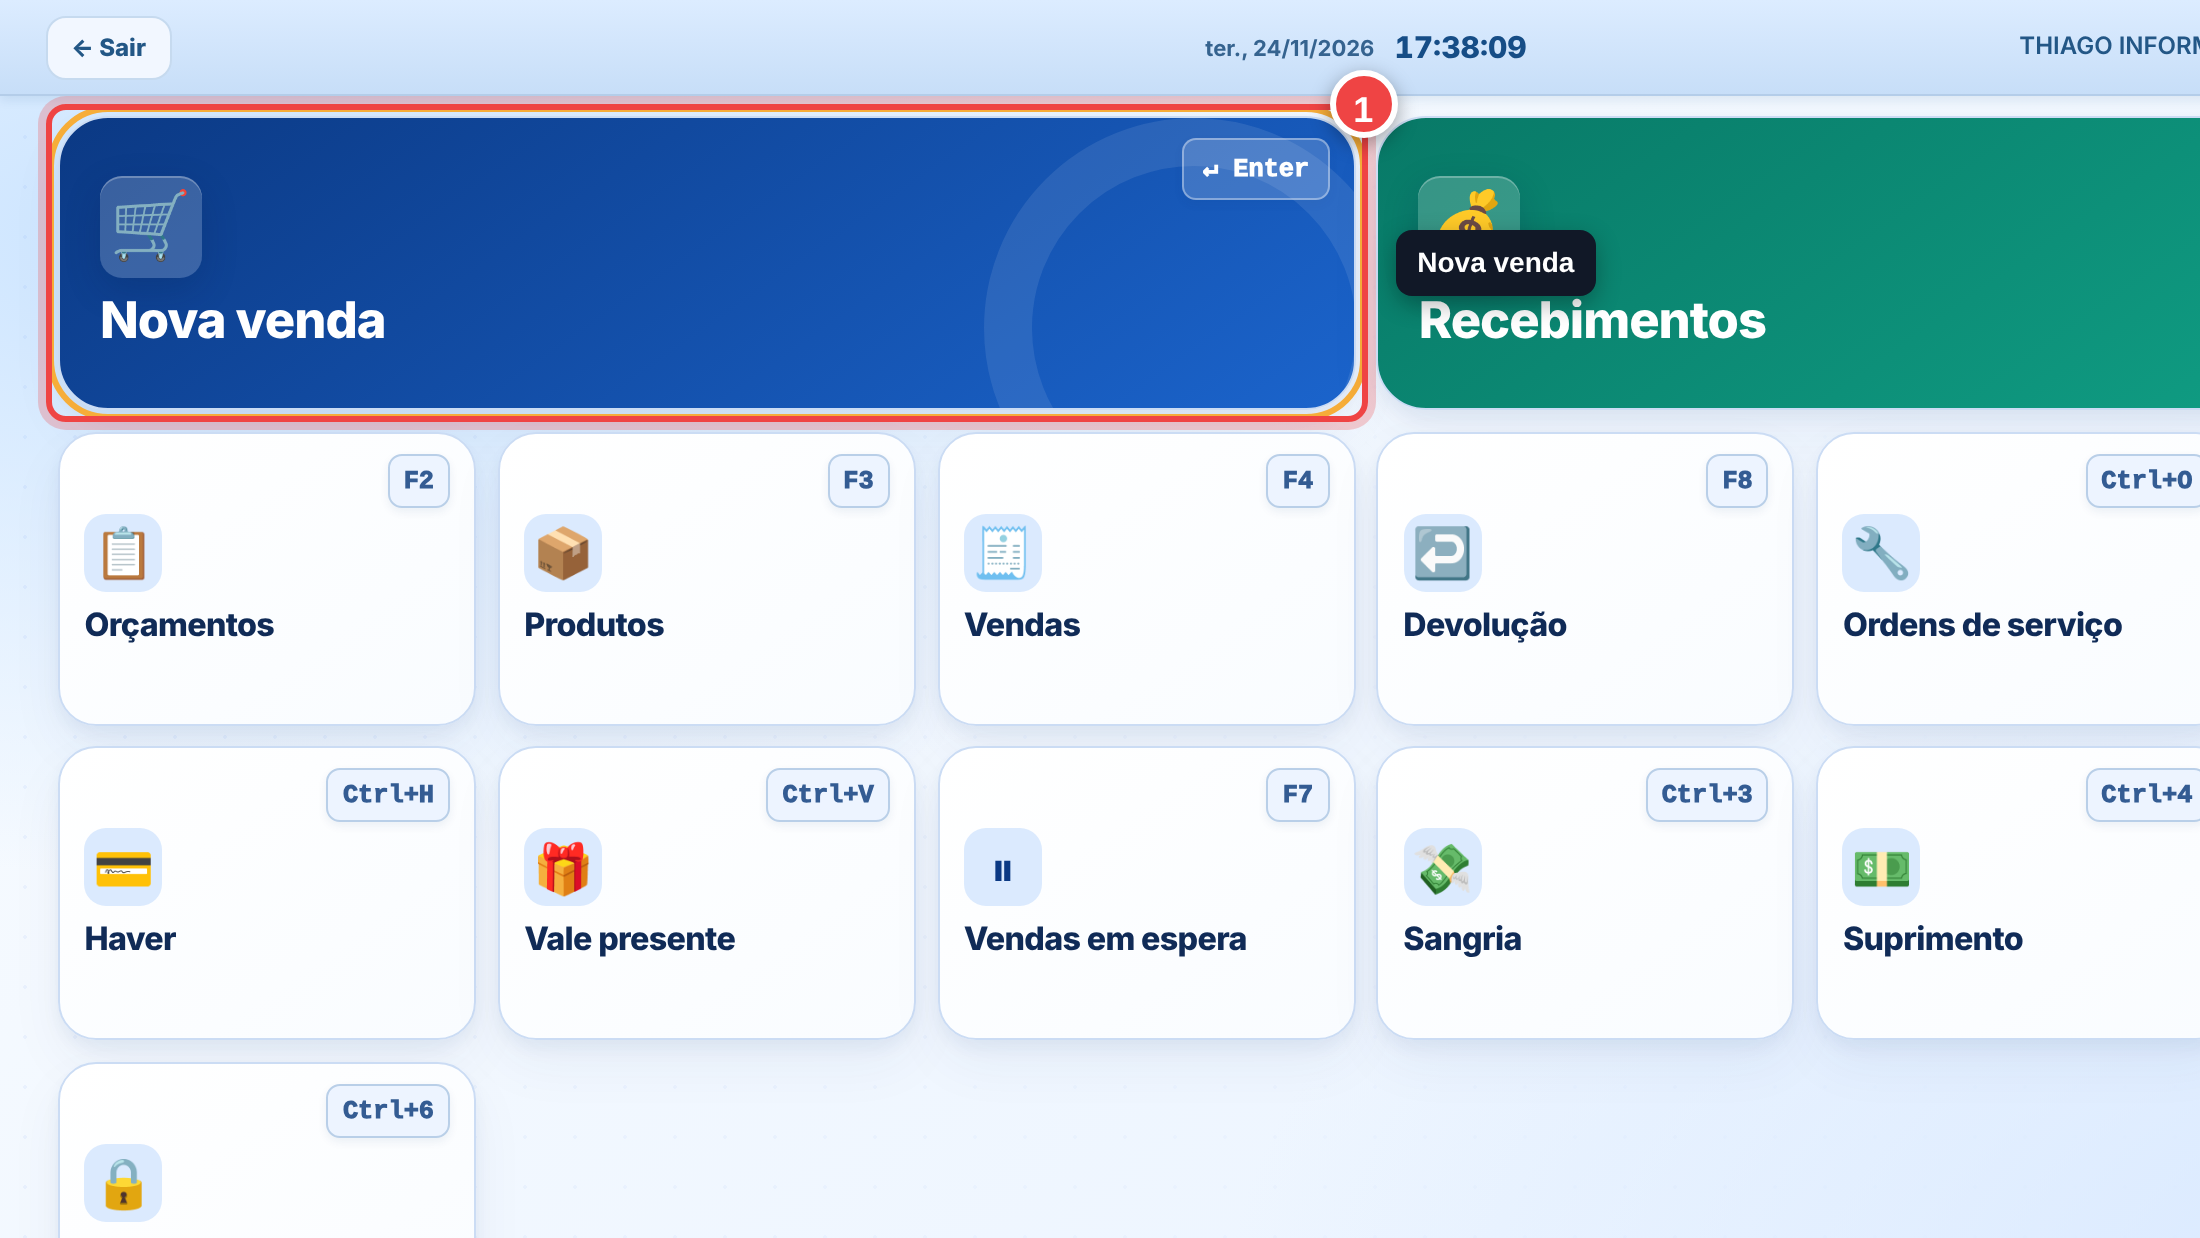 ← Sair
ter., 24/11/2026 17:38:09
THIAGO INFORM
1
↵ Enter
Nova venda
Nova venda
Recebimentos
F2
F3
F4
F8
Ctrl+O
Orçamentos
Produtos
Vendas
Devolução
Ordens de serviço
Ctrl+H
Ctrl+V
F7
Ctrl+3
Ctrl+4
Haver
Vale presente
Vendas em espera
Sangria
Suprimento
Ctrl+6